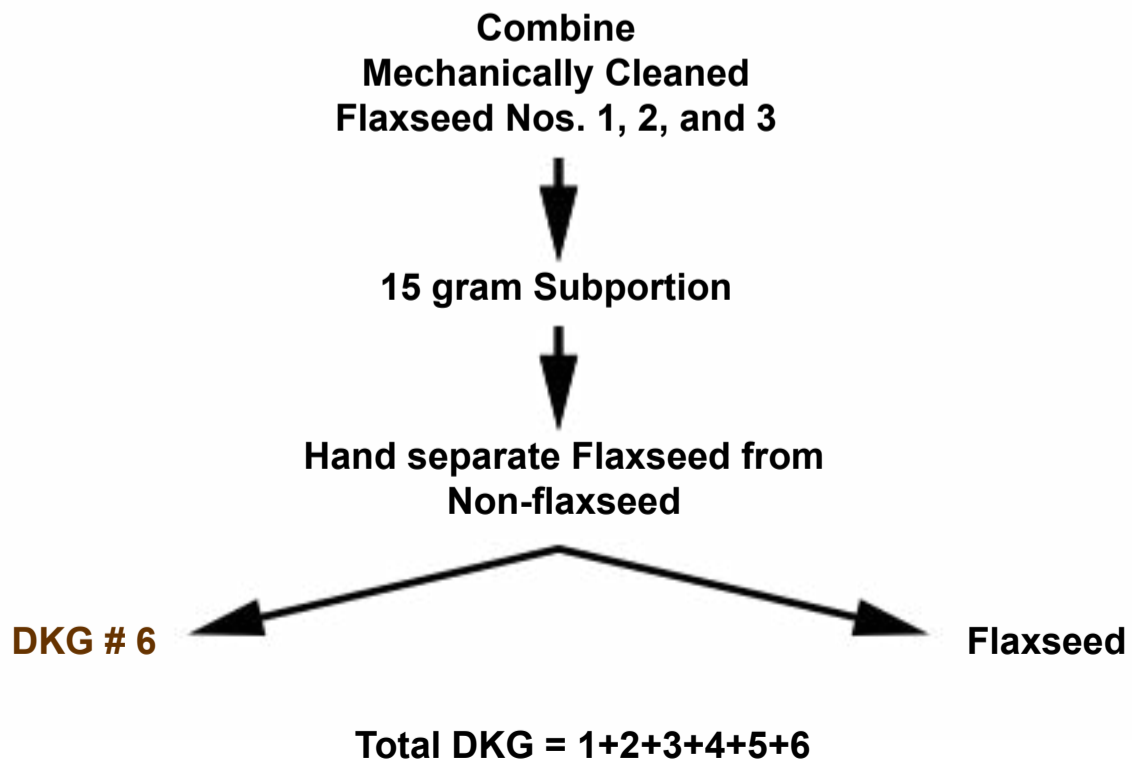 Combine
Mechanically Cleaned
Flaxseed Nos. 1, 2, and 3
15 gram Subportion
Hand separate Flaxseed from
Non-flaxseed
DKG # 6
Flaxseed
Total DKG = 1+2+3+4+5+6